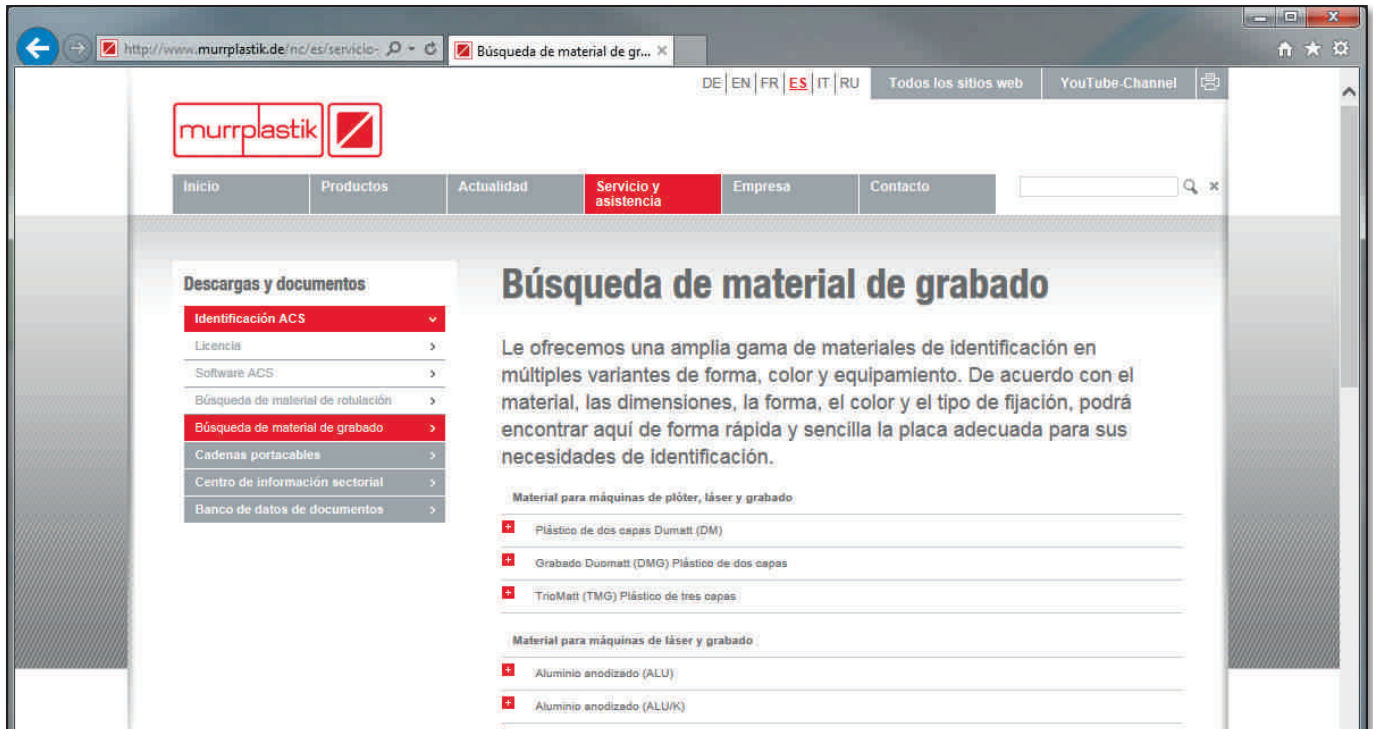 http://www.murrplastik.de/nc/es/servicio-
Búsqueda de material de gr...
DE | EN | FR | ES | IT | RU
Todos los sitios web
YouTube-Channel
murrplastik
Inicio
Productos
Actualidad
Servicio y
asistencia
Empresa
Contacto
Descargas y documentos
Identificación ACS
Licencia
Software ACS
Búsqueda de material de rotulación
Búsqueda de material de grabado
Cadenas portacables
Centro de información sectorial
Banco de datos de documentos
Búsqueda de material de grabado
Le ofrecemos una amplia gama de materiales de identificación en
múltiples variantes de forma, color y equipamiento. De acuerdo con el
material, las dimensiones, la forma, el color y el tipo de fijación, podrá
encontrar aquí de forma rápida y sencilla la placa adecuada para sus
necesidades de identificación.
Material para máquinas de plóter, láser y grabado
Plástico de dos capas Dumatt (DM)
Grabado Duomatt (DMG) Plástico de dos capas
TrioMatt (TMG) Plástico de tres capas
Material para máquinas de láser y grabado
Aluminio anodizado (ALU)
Aluminio anodizado (ALU/K)